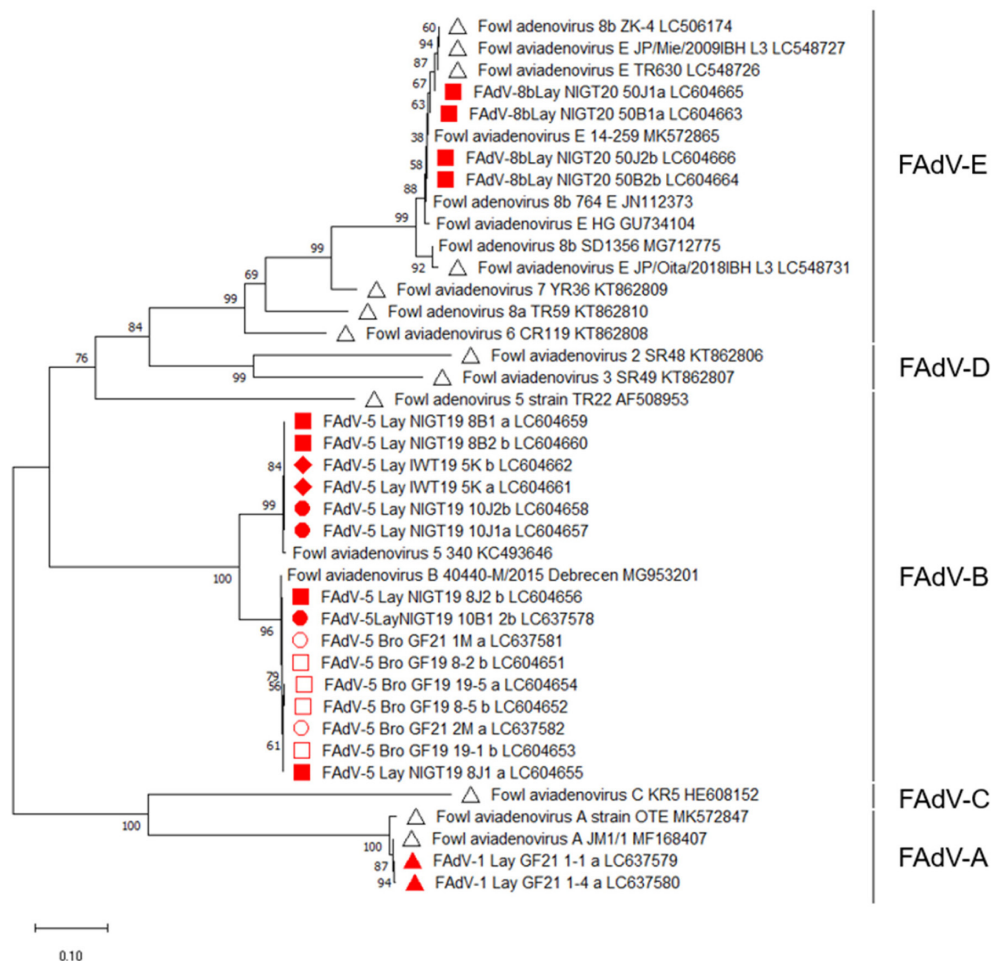 60
Fowl adenovirus 8b ZK-4 LC506174
94
Fowl aviadenovirus E JP/Mie/2009IBH L3 LC548727
87
Fowl aviadenovirus E TR630 LC548726
67
FAdV-8bLay NIGT20 50J1a LC604665
63
FAdV-8bLay NIGT20 50B1a LC604663
38
Fowl aviadenovirus E 14-259 MK572865
58
FAdV-8bLay NIGT20 50J2b LC604666
FAdV-8bLay NIGT20 50B2b LC604664
88
Fowl adenovirus 8b 764 E JN112373
99
Fowl aviadenovirus E HG GU734104
Fowl adenovirus 8b SD1356 MG712775
92
Fowl aviadenovirus E JP/Oita/2018IBH L3 LC548731
99
Fowl aviadenovirus 7 YR36 KT862809
69
Fowl adenovirus 8a TR59 KT862810
99
Fowl aviadenovirus 6 CR119 KT862808
FAdV-E
84
Fowl aviadenovirus 2 SR48 KT862806
76
99
Fowl aviadenovirus 3 SR49 KT862807
FAdV-D
Fowl adenovirus 5 strain TR22 AF508953
FAdV-5 Lay NIGT19 8B1 a LC604659
FAdV-5 Lay NIGT19 8B2 b LC604660
84
FAdV-5 Lay IWT19 5K b LC604662
FAdV-5 Lay IWT19 5K a LC604661
99
FAdV-5 Lay NIGT19 10J2b LC604658
FAdV-5 Lay NIGT19 10J1a LC604657
Fowl aviadenovirus 5 340 KC493646
100
Fowl aviadenovirus B 40440-M/2015 Debrecen MG953201
FAdV-5 Lay NIGT19 8J2 b LC604656
96
FAdV-5LayNIGT19 10B1 2b LC637578
FAdV-5 Bro GF21 1M a LC637581
FAdV-5 Bro GF19 8-2 b LC604651
79
56
FAdV-5 Bro GF19 19-5 a LC604654
FAdV-5 Bro GF19 8-5 b LC604652
FAdV-5 Bro GF21 2M a LC637582
61
FAdV-5 Bro GF19 19-1 b LC604653
FAdV-5 Lay NIGT19 8J1 a LC604655
FAdV-B
Fowl aviadenovirus C KR5 HE608152
FAdV-C
100
Fowl aviadenovirus A strain OTE MK572847
100
Fowl aviadenovirus A JM1/1 MF168407
87
FAdV-1 Lay GF21 1-1 a LC637579
94
FAdV-1 Lay GF21 1-4 a LC637580
FAdV-A
0.10